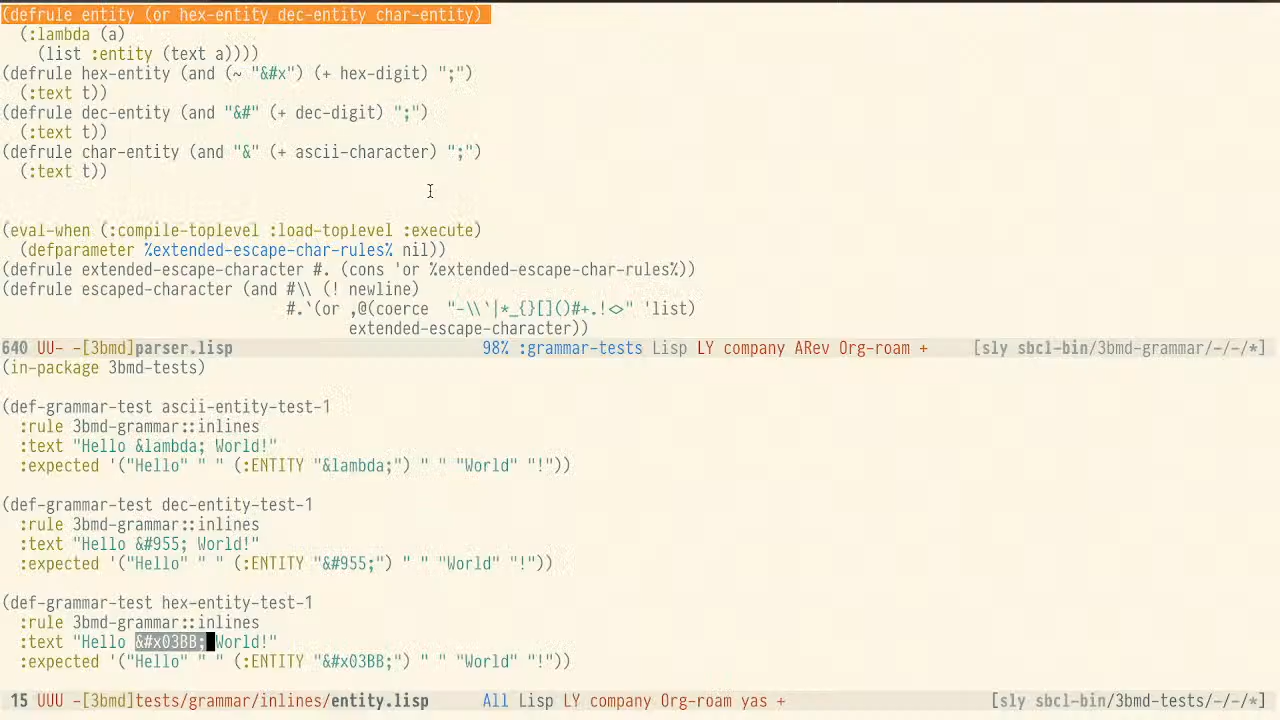 (defrule entity (or hex-entity dec-entity char-entity)
  (:lambda (a)
    (list :entity (text a))))
(defrule hex-entity (and (~ "&#x") (+ hex-digit) ";")
  (:text t))
(defrule dec-entity (and "&#" (+ dec-digit) ";")
  (:text t))
(defrule char-entity (and "&" (+ ascii-character) ";")
  (:text t))
(eval-when (:compile-toplevel :load-toplevel :execute)
  (defparameter %extended-escape-char-rules% nil))
(defrule extended-escape-character #. (cons 'or %extended-escape-char-rules%))
(defrule escaped-character (and #\\ (! newline)
                                #.`(or ,@(coerce  "-\\`|*_{}[]()#+.!<>" 'list)
                                       extended-escape-character))
640 UU- -[3bmd]parser.lisp 98% :grammar-tests Lisp LY company ARev Org-roam + [sly sbcl-bin/3bmd-grammar/-/-/*]
(in-package 3bmd-tests)
(def-grammar-test ascii-entity-test-1
  :rule 3bmd-grammar::inlines
  :text "Hello &lambda; World!"
  :expected '("Hello" " " (:ENTITY "&lambda;") " " "World" "!"))
(def-grammar-test dec-entity-test-1
  :rule 3bmd-grammar::inlines
  :text "Hello &#955; World!"
  :expected '("Hello" " " (:ENTITY "&#955;") " " "World" "!"))
(def-grammar-test hex-entity-test-1
  :rule 3bmd-grammar::inlines
  :text "Hello &#x03BB; World!"
  :expected '("Hello" " " (:ENTITY "&#x03BB;") " " "World" "!"))
15 UUU -[3bmd]tests/grammar/inlines/entity.lisp All Lisp LY company Org-roam yas + [sly sbcl-bin/3bmd-tests/-/-/*]